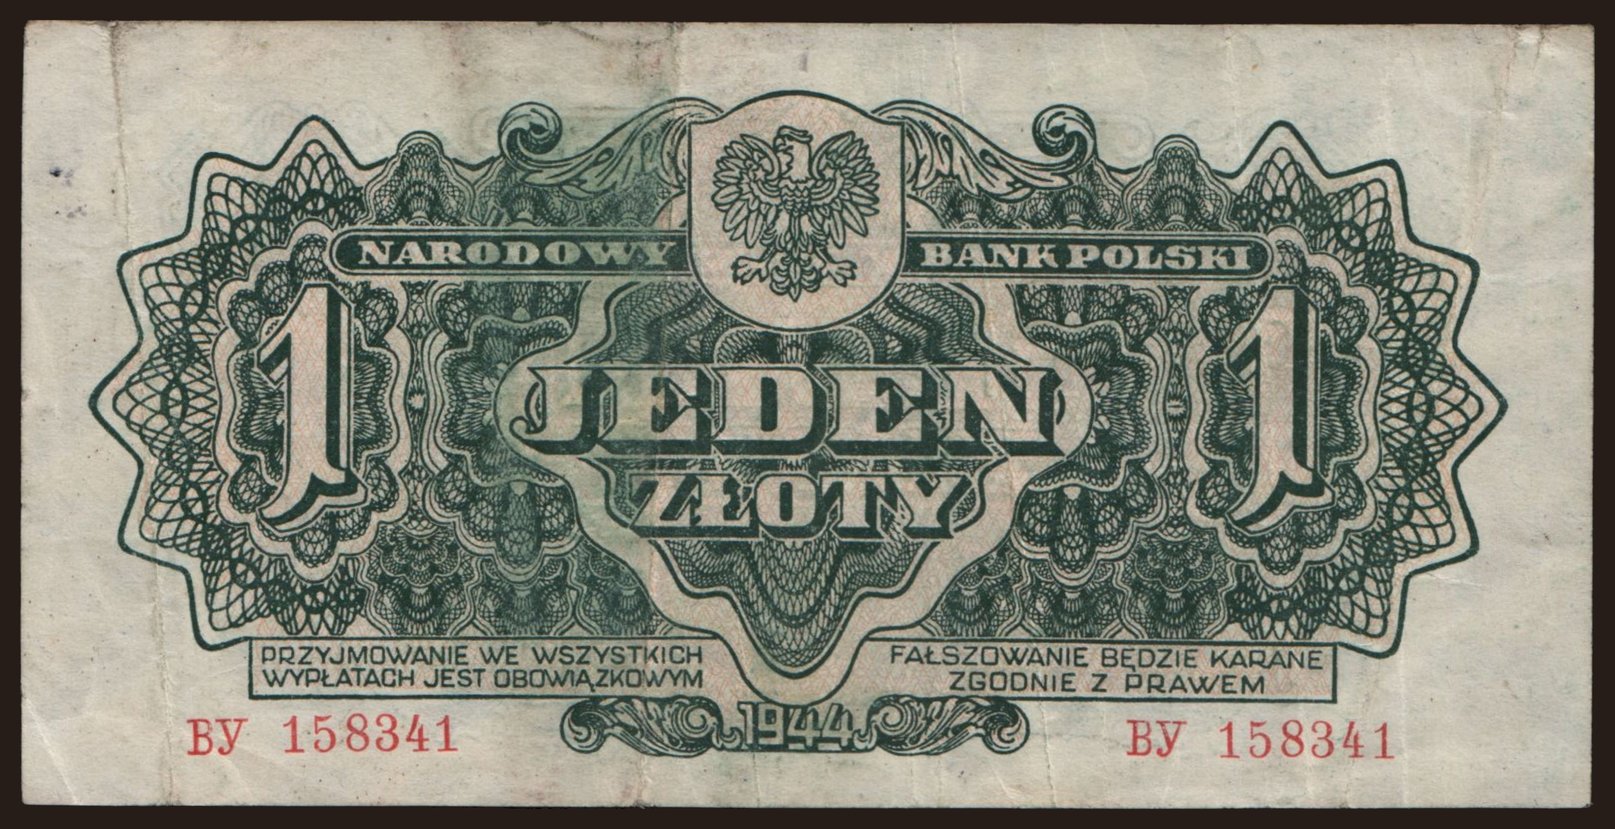 NARODOWY BANK POLSKI
1 JEDEN 1
ZŁOTY
PRZYJMOWANIE WE WSZYSTKICH
WYPŁATACH JEST OBOWIĄZKOWYM
FAŁSZOWANIE BĘDZIE KARANE
ZGODNIE Z PRAWEM
ВУ 158341 1944 ВУ 158341